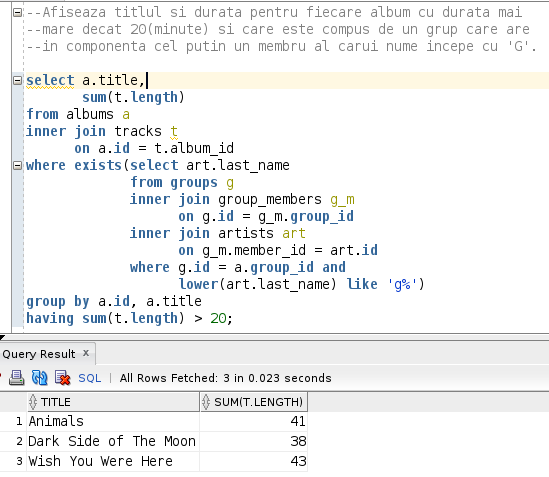 --Afiseaza titlul si durata pentru fiecare album cu durata mai
--mare decat 20(minute) si care este compus de un grup care are
--in componenta cel putin un membru al carui nume incepe cu 'G'.
select a.title,
sum(t.length)
from albums a
inner join tracks t
on a.id = t.album_id
where exists(select art.last_name
from groups g
inner join group_members g_m
on g.id = g_m.group_id
inner join artists art
on g_m.member_id = art.id
where g.id = a.group_id and
lower(art.last_name) like 'g%')
group by a.id, a.title
having sum(t.length) > 20;
Query Result x
SQL | All Rows Fetched: 3 in 0.023 seconds
TITLE SUM(T.LENGTH)
1 Animals 41
2 Dark Side of The Moon 38
3 Wish You Were Here 43